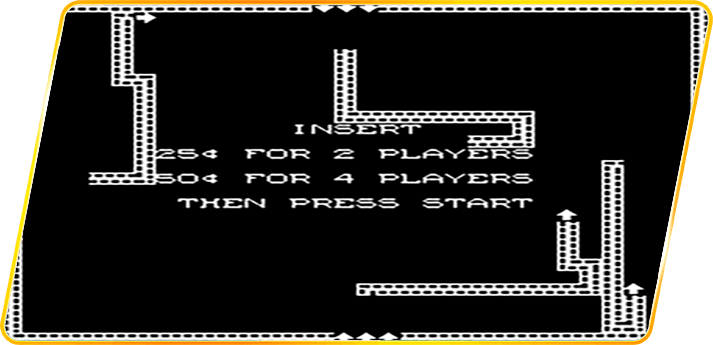 INSERT
25¢ FOR 2 PLAYERS
50¢ FOR 4 PLAYERS
THEN PRESS START